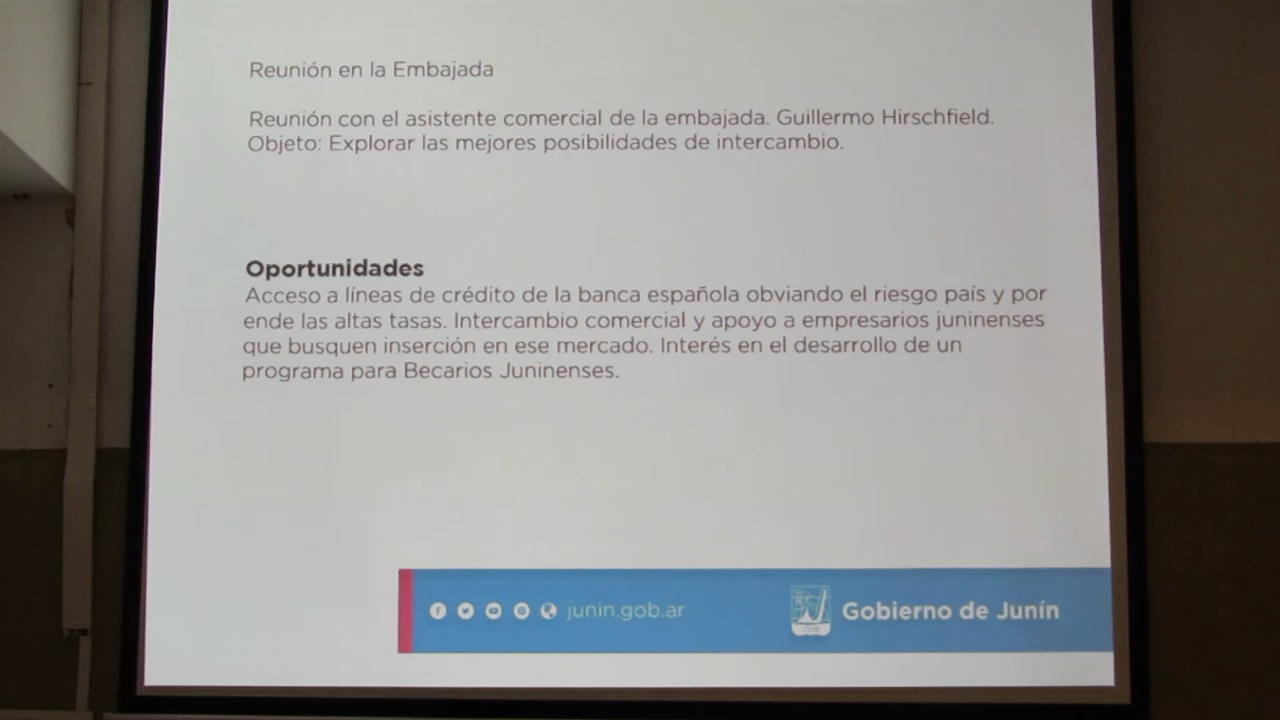 Reunión en la Embajada
Reunión con el asistente comercial de la embajada. Guillermo Hirschfield.
Objeto: Explorar las mejores posibilidades de intercambio.
Oportunidades
Acceso a líneas de crédito de la banca española obviando el riesgo país y por
ende las altas tasas. Intercambio comercial y apoyo a empresarios juninenses
que busquen inserción en ese mercado. Interés en el desarrollo de un
programa para Becarios Juninenses.
junin.gob.ar
Gobierno de Junín